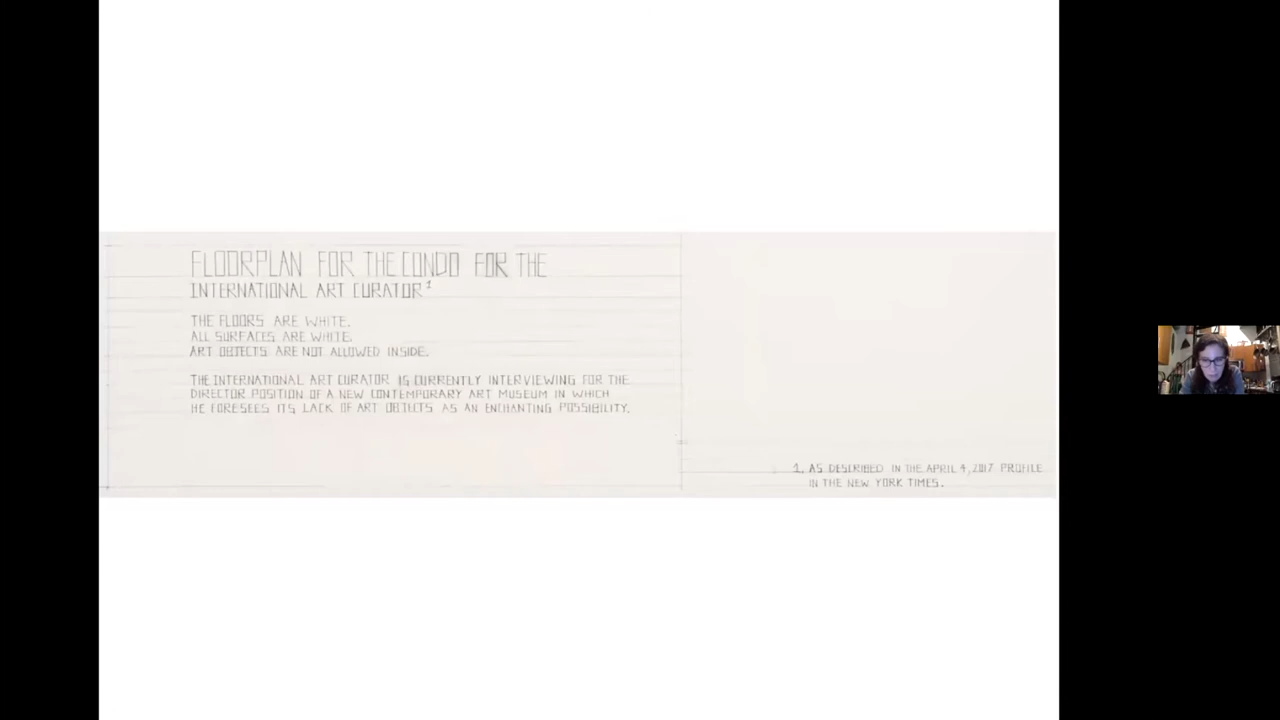 FLOORPLAN FOR THE CONDO FOR THE
INTERNATIONAL ART CURATOR1
THE FLOORS ARE WHITE.
ALL SURFACES ARE WHITE.
ART OBJECTS ARE NOT ALLOWED INSIDE.
THE INTERNATIONAL ART CURATOR IS CURRENTLY INTERVIEWING FOR THE
DIRECTOR POSITION OF A NEW CONTEMPORARY ART MUSEUM IN WHICH
HE FORESEES ITS LACK OF ART OBJECTS AS AN ENCHANTING POSSIBILITY.
1. AS DESCRIBED IN THE APRIL 4, 2017 PROFILE
IN THE NEW YORK TIMES.